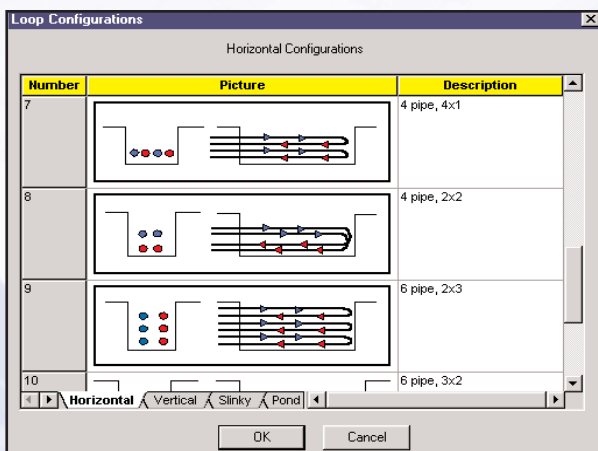 Loop Configurations
Horizontal Configurations
Number Picture Description
7 4 pipe, 4x1
8 4 pipe, 2x2
9 6 pipe, 2x3
10 6 pipe, 3x2
Horizontal Vertical Slinky Pond
OK Cancel